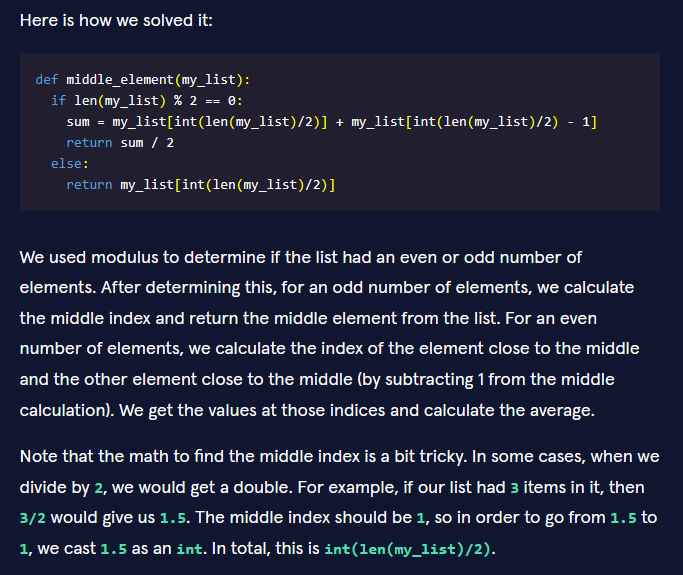 Here is how we solved it:
def middle_element(my_list):
  if len(my_list) % 2 == 0:
    sum = my_list[int(len(my_list)/2)] + my_list[int(len(my_list)/2) - 1]
    return sum / 2
  else:
    return my_list[int(len(my_list)/2)]
We used modulus to determine if the list had an even or odd number of
elements. After determining this, for an odd number of elements, we calculate
the middle index and return the middle element from the list. For an even
number of elements, we calculate the index of the element close to the middle
and the other element close to the middle (by subtracting 1 from the middle
calculation). We get the values at those indices and calculate the average.
Note that the math to find the middle index is a bit tricky. In some cases, when we
divide by 2, we would get a double. For example, if our list had 3 items in it, then
3/2 would give us 1.5. The middle index should be 1, so in order to go from 1.5 to
1, we cast 1.5 as an int. In total, this is int(len(my_list)/2).